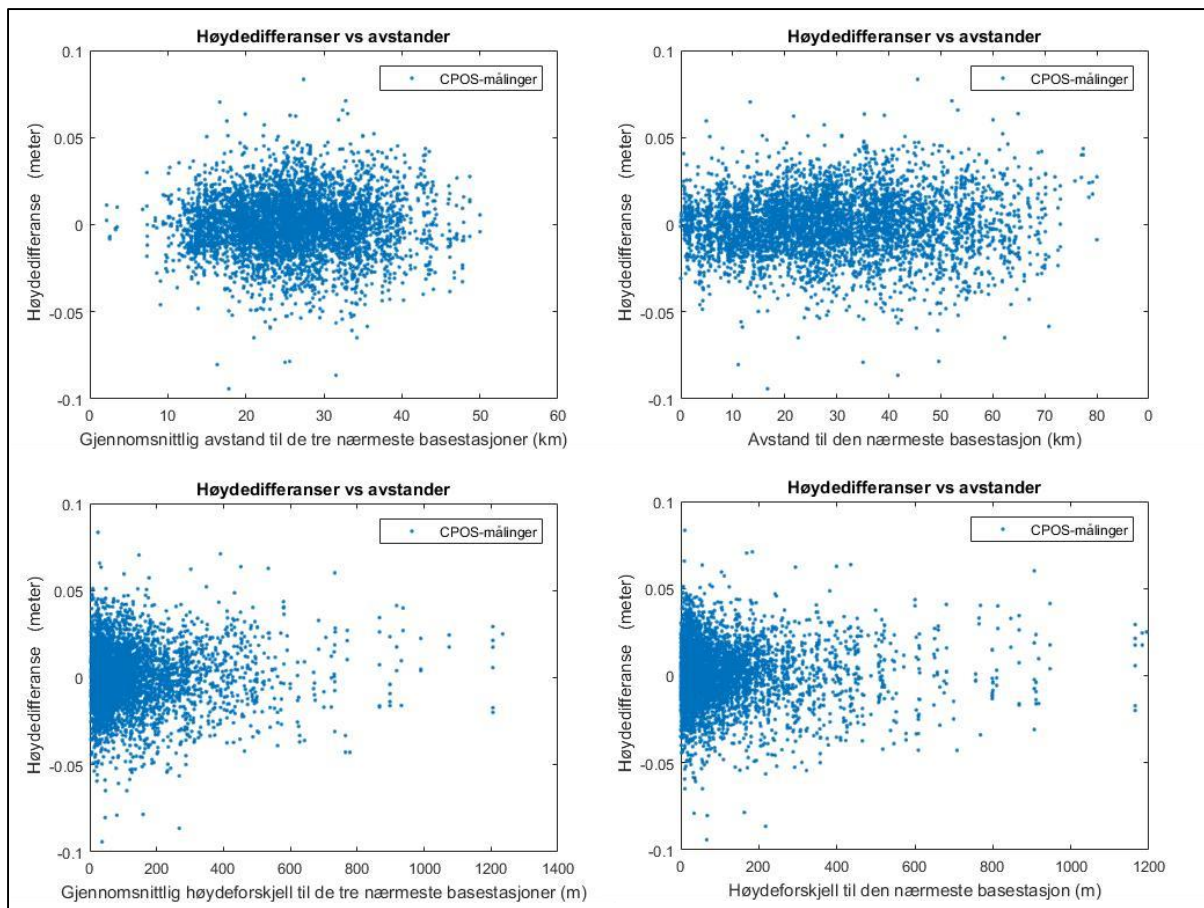 Høydedifferanser vs avstander
CPOS-målinger
Høydedifferanse (meter)
0.1
0.05
0
-0.05
-0.1
0 10 20 30 40 50 60
Gjennomsnittlig avstand til de tre nærmeste basestasjoner (km)
Høydedifferanser vs avstander
CPOS-målinger
Høydedifferanse (meter)
0.1
0.05
0
-0.05
-0.1
0 10 20 30 40 50 60 70 80 0
Avstand til den nærmeste basestasjon (km)
Høydedifferanser vs avstander
CPOS-målinger
Høydedifferanse (meter)
0.1
0.05
0
-0.05
-0.1
0 200 400 600 800 1000 1200 1400
Gjennomsnittlig høydeforskjell til de tre nærmeste basestasjoner (m)
Høydedifferanser vs avstander
CPOS-målinger
Høydedifferanse (meter)
0.1
0.05
0
-0.05
-0.1
0 200 400 600 800 1000 1200
Høydeforskjell til den nærmeste basestasjon (m)